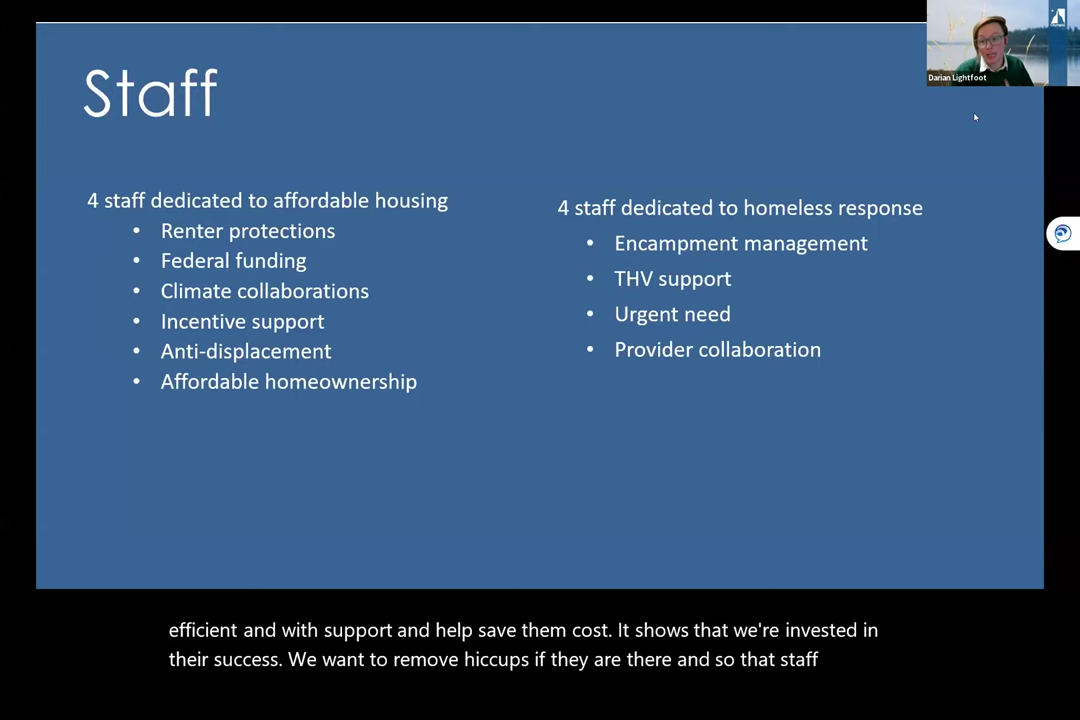 Staff
Darian Lightfoot
4 staff dedicated to affordable housing
• Renter protections
• Federal funding
• Climate collaborations
• Incentive support
• Anti-displacement
• Affordable homeownership
4 staff dedicated to homeless response
• Encampment management
• THV support
• Urgent need
• Provider collaboration
efficient and with support and help save them cost. It shows that we're invested in
their success. We want to remove hiccups if they are there and so that staff